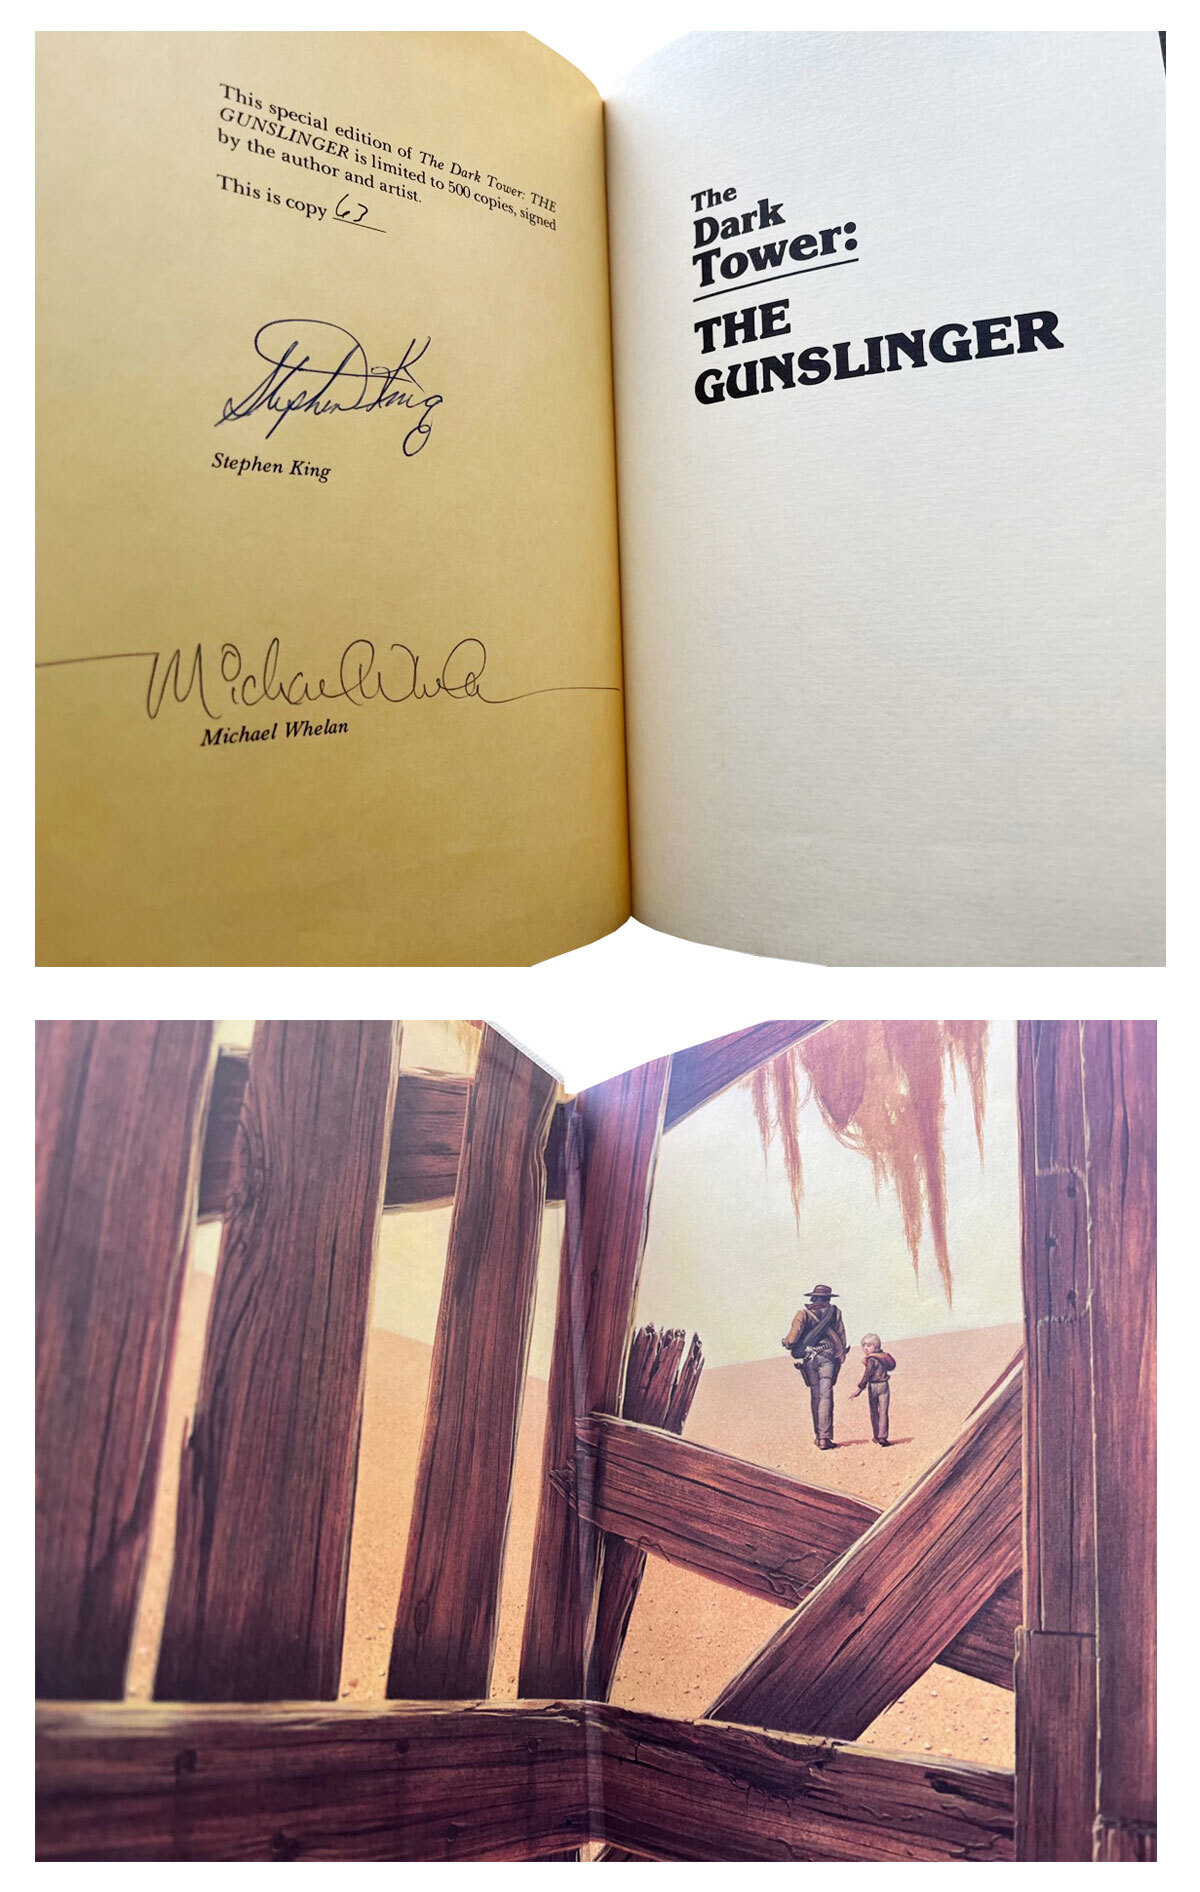 This special edition of The Dark Tower: THE
GUNSLINGER is limited to 500 copies, signed
by the author and artist.
This is copy 63
Stephen King
Stephen King
Michael Whelan
Michael Whelan
The
Dark
Tower:
THE
GUNSLINGER